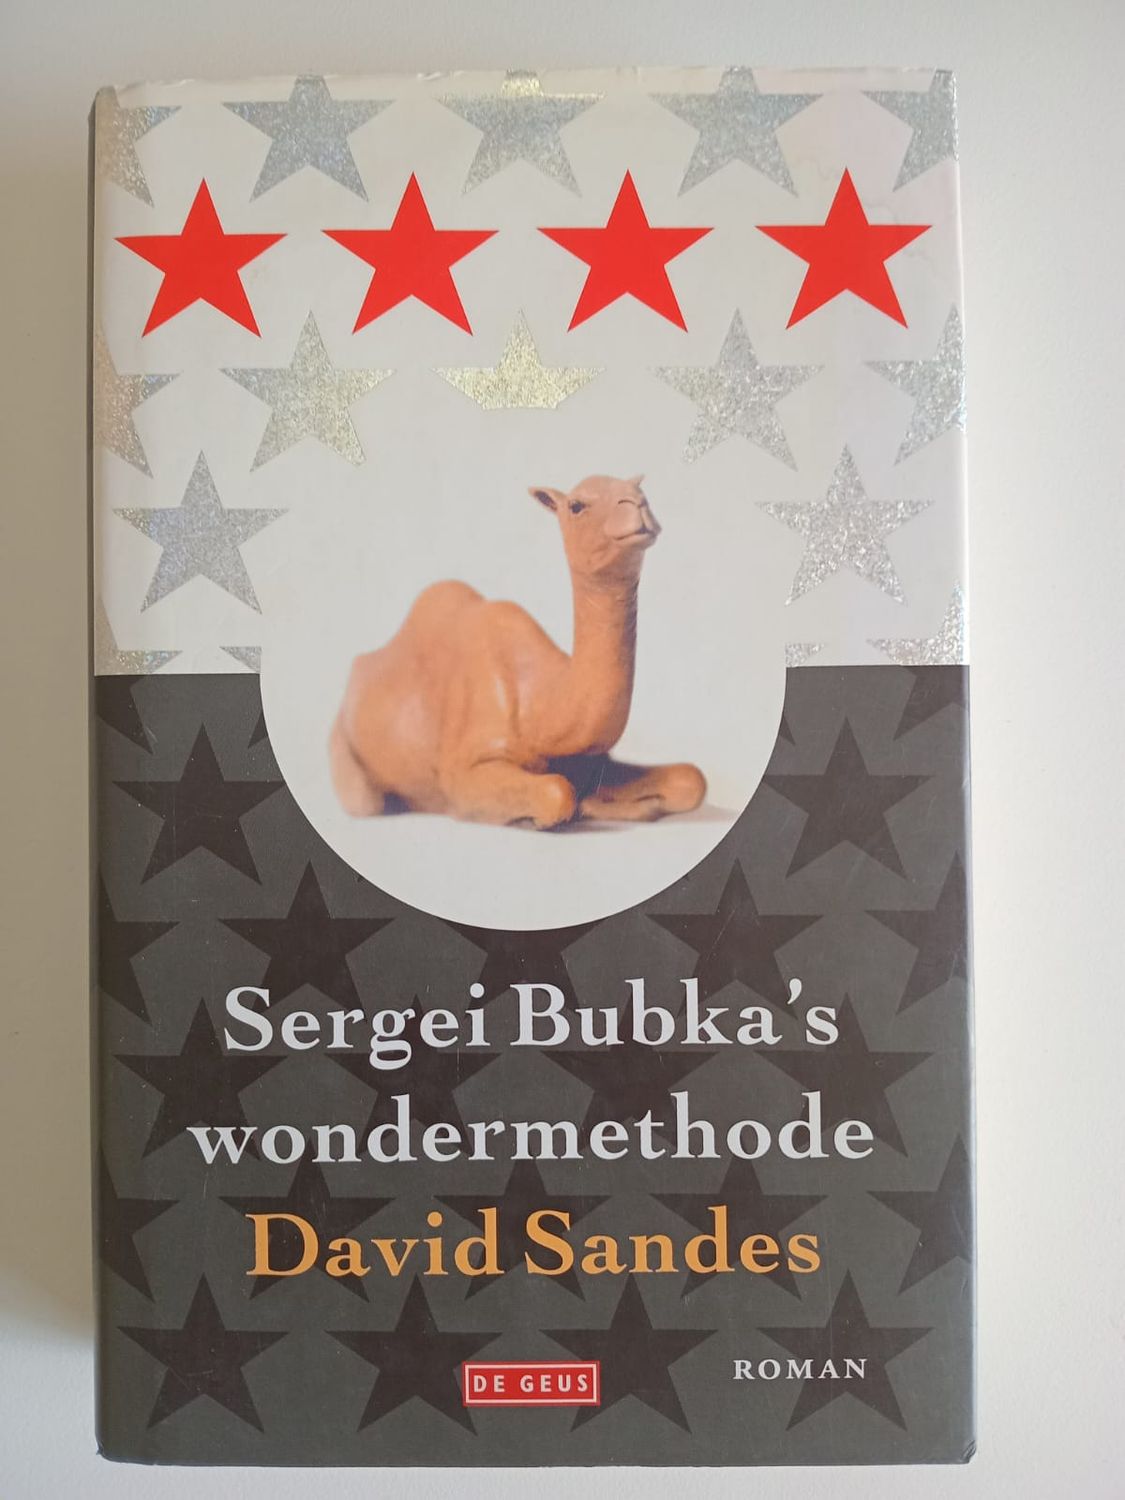 Sergei Bubka's
wondermethode
David Sandes
ROMAN
DE GEUS